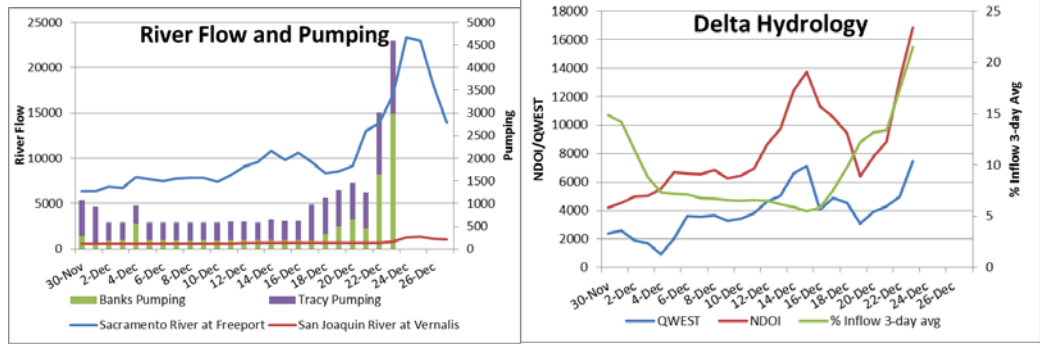 River Flow and Pumping
River Flow
25000
20000
15000
10000
5000
0
5000
4500
4000
3500
3000
2500
2000
1500
1000
500
0
Pumping
30-Nov
2-Dec
4-Dec
6-Dec
8-Dec
10-Dec
12-Dec
14-Dec
16-Dec
18-Dec
20-Dec
22-Dec
24-Dec
26-Dec
Banks Pumping
Tracy Pumping
Sacramento River at Freeport
San Joaquin River at Vernalis
Delta Hydrology
NDOI/QWEST
18000
16000
14000
12000
10000
8000
6000
4000
2000
0
25
20
15
10
5
0
% Inflow 3-day Avg
30-Nov
2-Dec
4-Dec
6-Dec
8-Dec
10-Dec
12-Dec
14-Dec
16-Dec
18-Dec
20-Dec
22-Dec
24-Dec
26-Dec
QWEST
NDOI
% Inflow 3-day avg